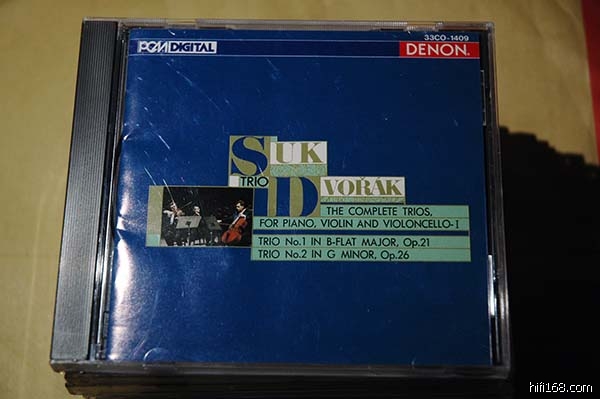 33CO-1409
PCM DIGITAL
DENON
SUK
TRIO
DVOŘÁK
THE COMPLETE TRIOS,
FOR PIANO, VIOLIN AND VIOLONCELLO-I
TRIO No.1 IN B-FLAT MAJOR, Op.21
TRIO No.2 IN G MINOR, Op.26
hifi168.com